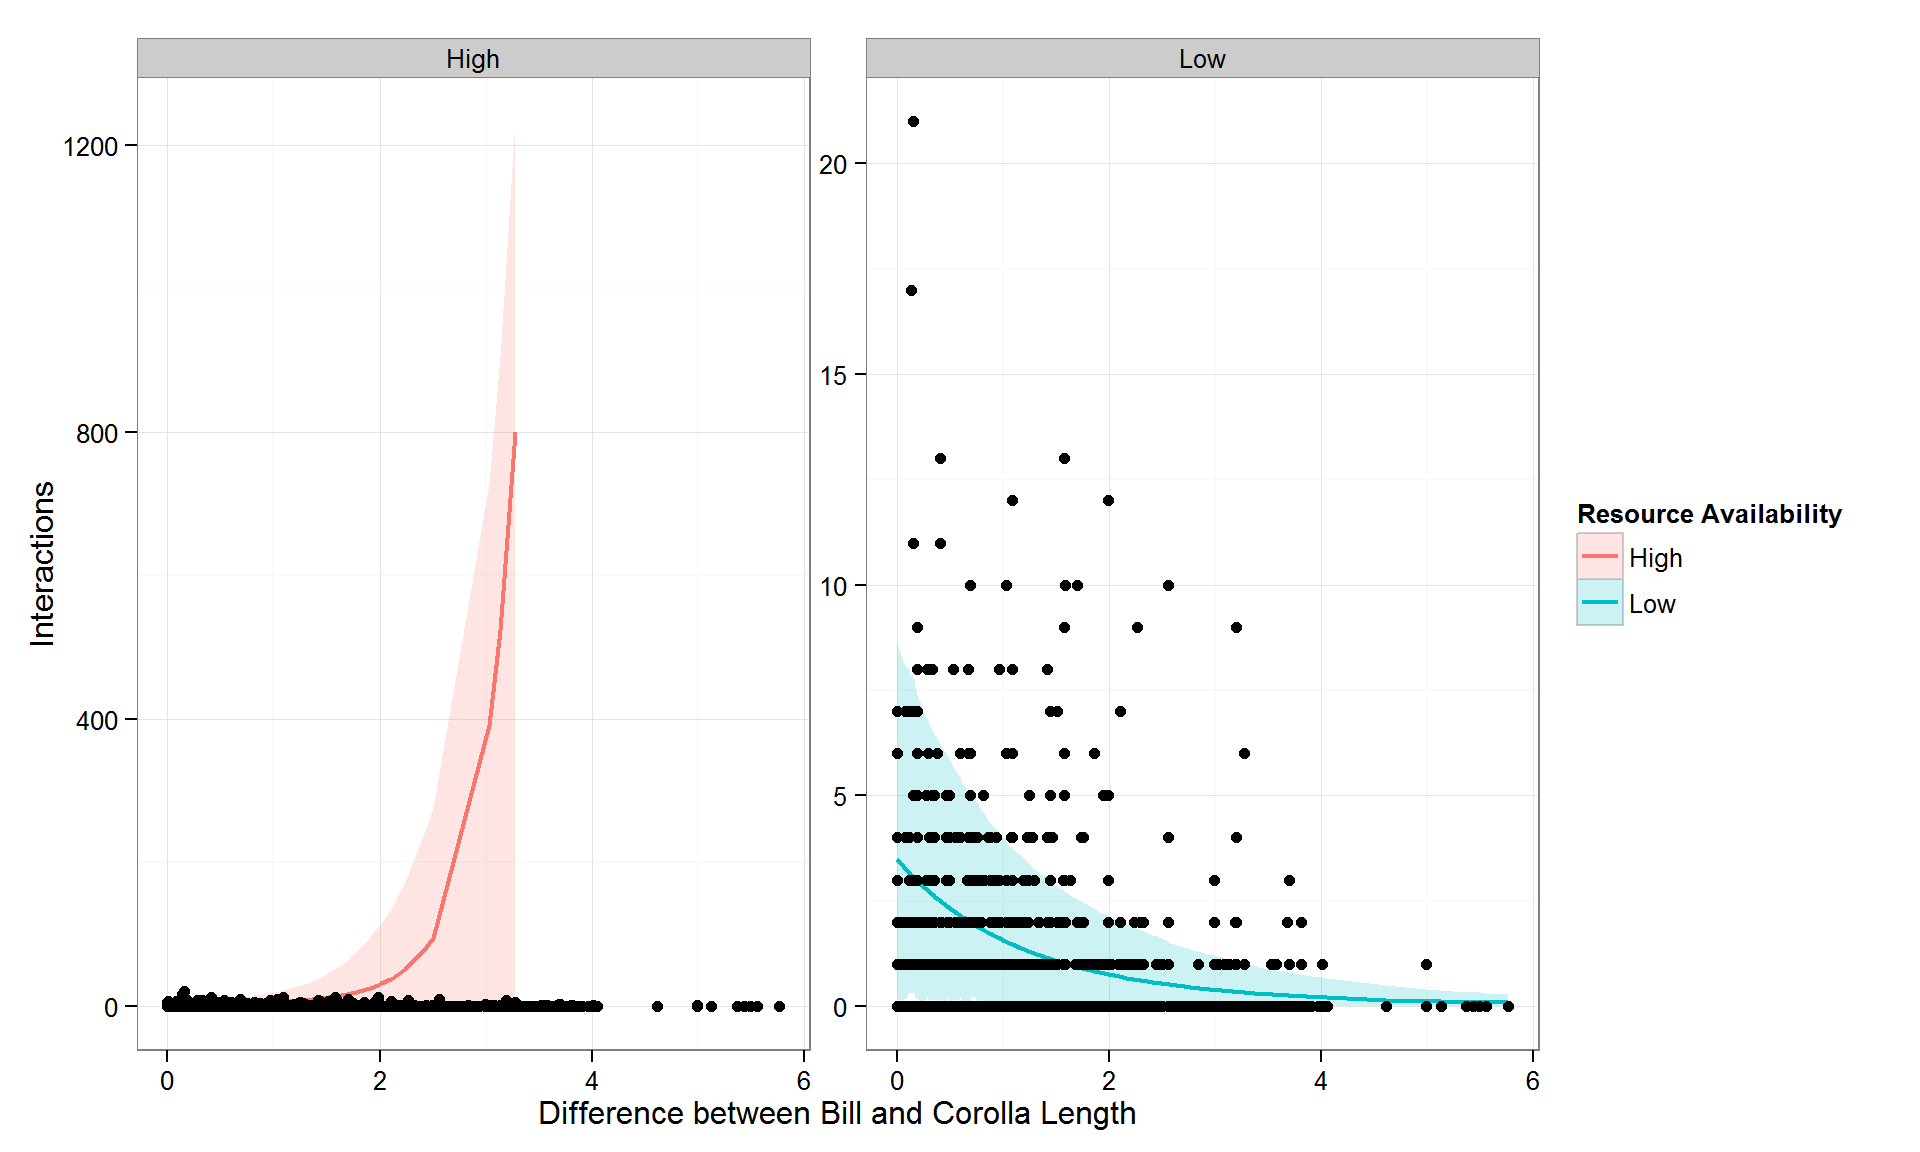 High
Low
1200
800
400
0
20
15
10
5
0
Interactions
0 2 4 6
0 2 4 6
Difference between Bill and Corolla Length
Resource Availability
High
Low